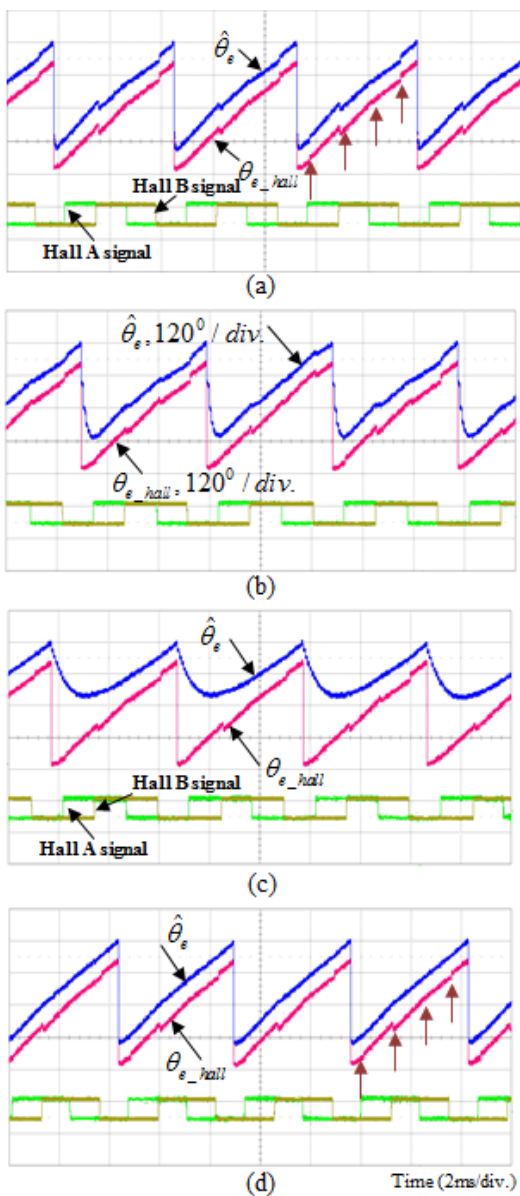 θ̂e
θe_hall
Hall B signal
Hall A signal
(a)
θ̂e, 120⁰ / div.
θe_hall, 120⁰ / div.
(b)
θ̂e
θe_hall
Hall B signal
Hall A signal
(c)
θ̂e
θe_hall
(d)
Time (2ms/div.)